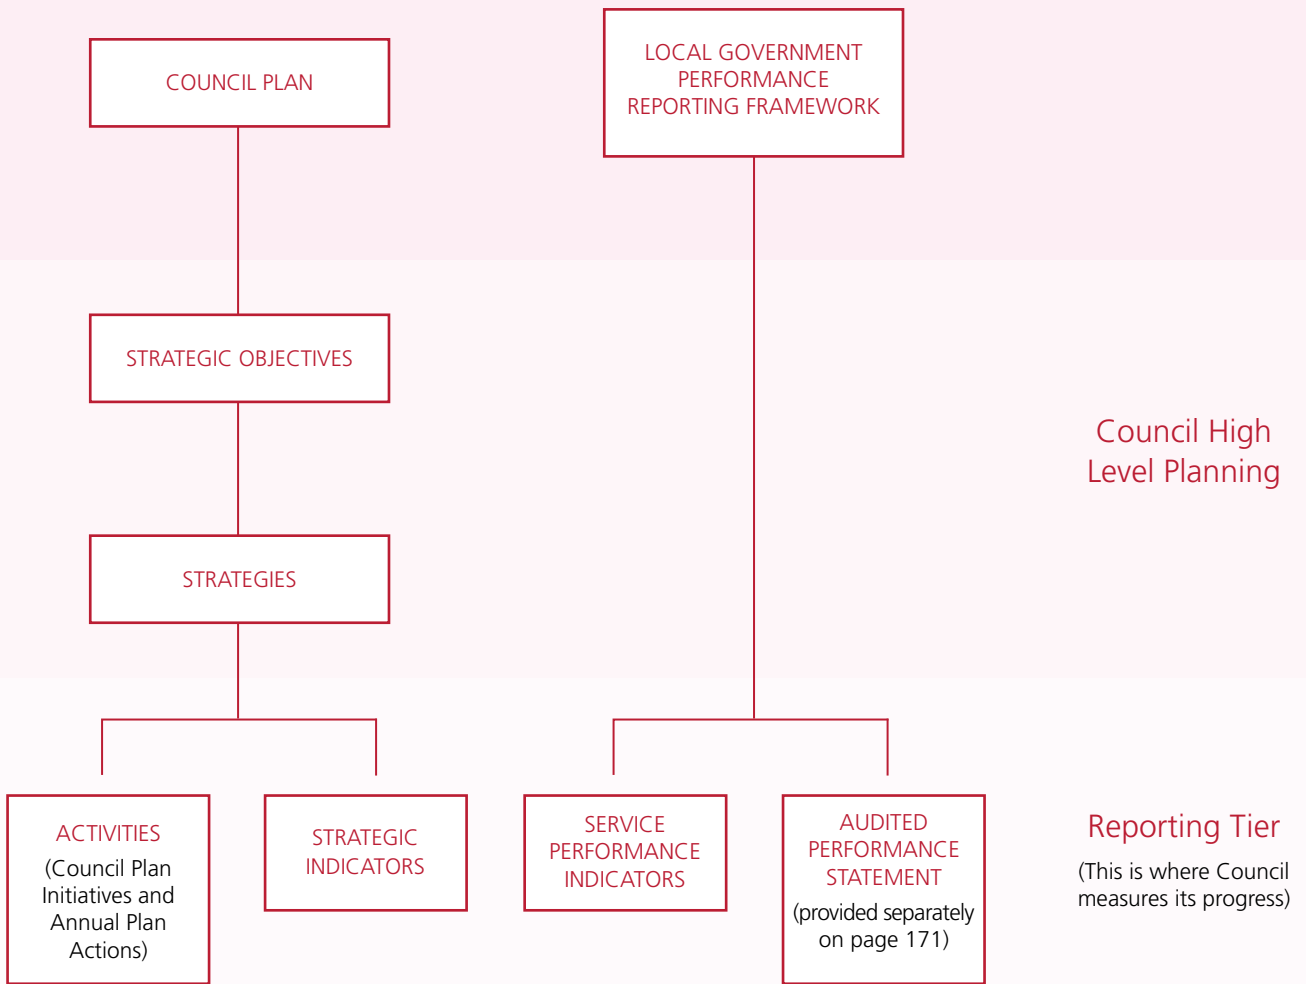 COUNCIL PLAN
LOCAL GOVERNMENT
PERFORMANCE
REPORTING FRAMEWORK
STRATEGIC OBJECTIVES
Council High
Level Planning
STRATEGIES
ACTIVITIES
(Council Plan
Initiatives and
Annual Plan
Actions)
STRATEGIC
INDICATORS
SERVICE
PERFORMANCE
INDICATORS
AUDITED
PERFORMANCE
STATEMENT
(provided separately
on page 171)
Reporting Tier
(This is where Council
measures its progress)